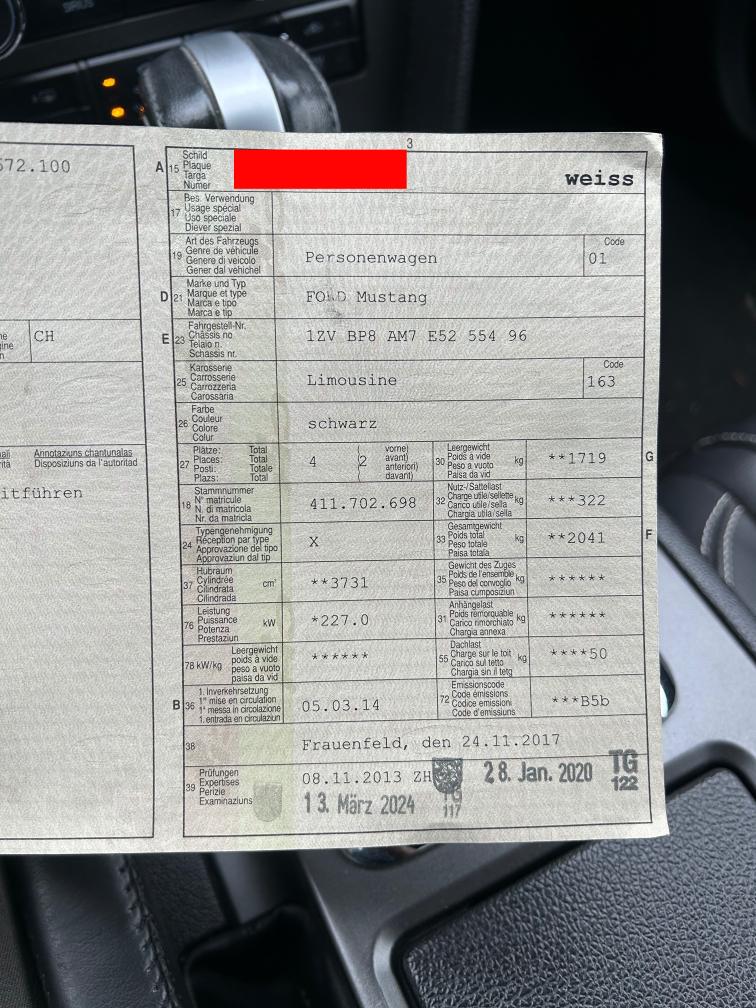 3
572.100
A 15 Schild
Plaque
Targa
Numer
weiss
17 Bes. Verwendung
Usage spécial
Uso speciale
Diever spezial
19 Art des Fahrzeugs
Genre de véhicule
Genere di veicolo
Gener dal vehichel
Personenwagen
Code
01
D 21 Marke und Typ
Marque et type
Marca e tipo
Marca e tip
FORD Mustang
CH
E 23 Fahrgestell-Nr.
Châssis no
Telaio n.
Schassis nr.
1ZV BP8 AM7 E52 554 96
25 Karosserie
Carrosserie
Carrozzeria
Carossaria
Limousine
Code
163
26 Farbe
Couleur
Colore
Colur
schwarz
Annotaziuns chantunalas
Disposiziuns da l'autoritad
itführen
27 Plätze: Total
Places: Total
Posti: Totale
Plazs: Total
4 (2 vorne)
avant)
anteriori)
davant)
30 Leergewicht
Poids à vide
Peso a vuoto
Paisa da vid
kg
**1719
G
18 Stammnummer
N° matricule
N. di matricola
Nr. da matricla
411.702.698
32 Nutz-/Sattellast
Charge utile/sellette
Carico utile/sella
Chargia utila/sella
kg
***322
24 Typengenehmigung
Réception par type
Approvazione del tipo
Approvaziun dal tip
X
33 Gesamtgewicht
Poids total
Peso totale
Paisa totala
kg
**2041
F
37 Hubraum
Cylindrée
Cilindrata
Cilindrada
cm³
**3731
35 Gewicht des Zuges
Poids de l'ensemble
Peso del convoglio
Paisa cumposiziun
kg
******
76 Leistung
Puissance
Potenza
Prestaziun
kW
*227.0
31 Anhängelast
Poids remorquable
Carico rimorchiato
Chargia annexa
kg
******
78 kW/kg Leergewicht
poids à vide
peso a vuoto
paisa da vid
******
55 Dachlast
Charge sur le toit
Carico sul tetto
Chargia sin il tetg
kg
****50
B 36 1. Inverkehrsetzung
1re mise en circulation
1a messa in circolazione
1. entrada en circulaziun
05.03.14
72 Emissionscode
Code émissions
Codice emissioni
Code d'emissiuns
***B5b
38
Frauenfeld, den 24.11.2017
39 Prüfungen
Expertises
Perizie
Examinaziuns
08.11.2013 ZH
28. Jan. 2020
TG
122
13. März 2024
TG
117